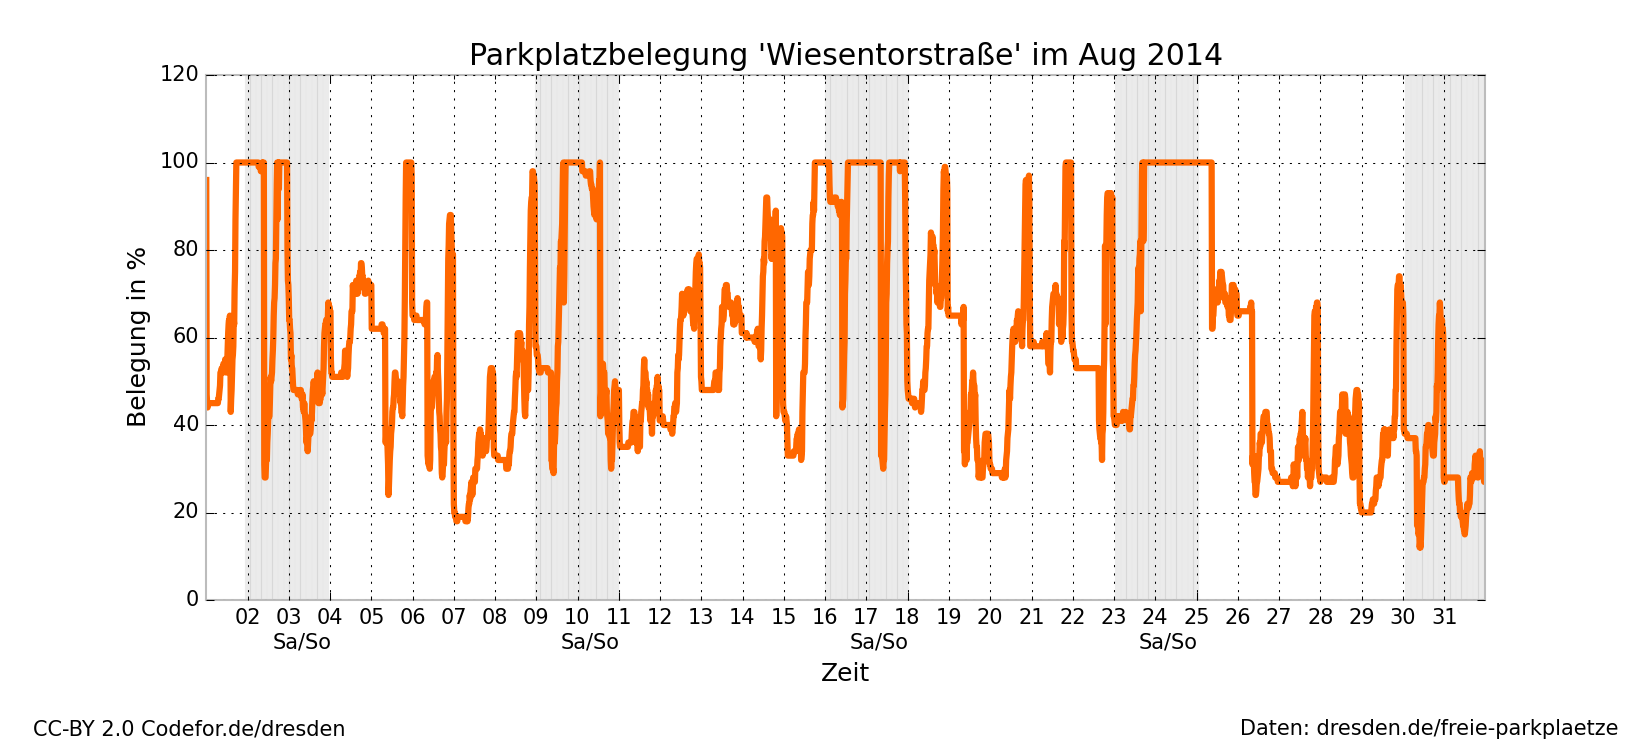 Parkplatzbelegung 'Wiesentorstraße' im Aug 2014
120
100
80
60
40
20
0
Belegung in %
02 03 04 05 06 07 08 09 10 11 12 13 14 15 16 17 18 19 20 21 22 23 24 25 26 27 28 29 30 31
Sa/So Sa/So Sa/So Sa/So
Zeit
CC-BY 2.0 Codefor.de/dresden
Daten: dresden.de/freie-parkplaetze